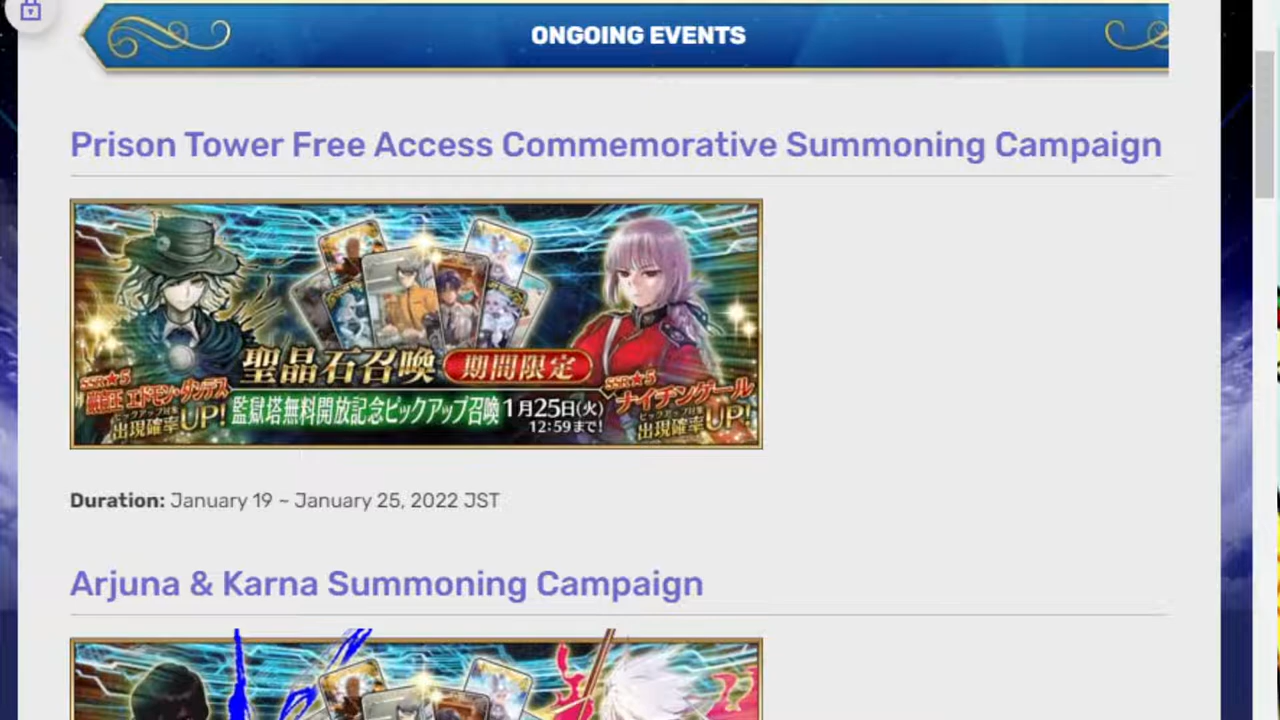 ONGOING EVENTS
Prison Tower Free Access Commemorative Summoning Campaign
聖晶石召喚 期間限定
SSR★5
巌窟王 エドモン・ダンテス
ピックアップ対象
出現確率UP!
監獄塔無料開放記念ピックアップ召喚 1月25日(火)
12:59まで!
SSR★5
ナイチンゲール
ピックアップ対象
出現確率UP!
Duration: January 19 ~ January 25, 2022 JST
Arjuna & Karna Summoning Campaign